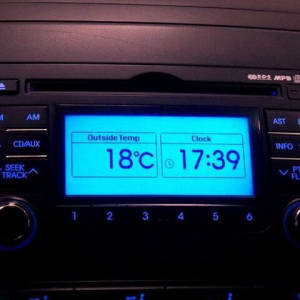 MP3
AM
AST
CD/AUX
INFO
SEEK
TRACK
Outside Temp
Clock
18°C
17:39
1 2 3 4 5 6